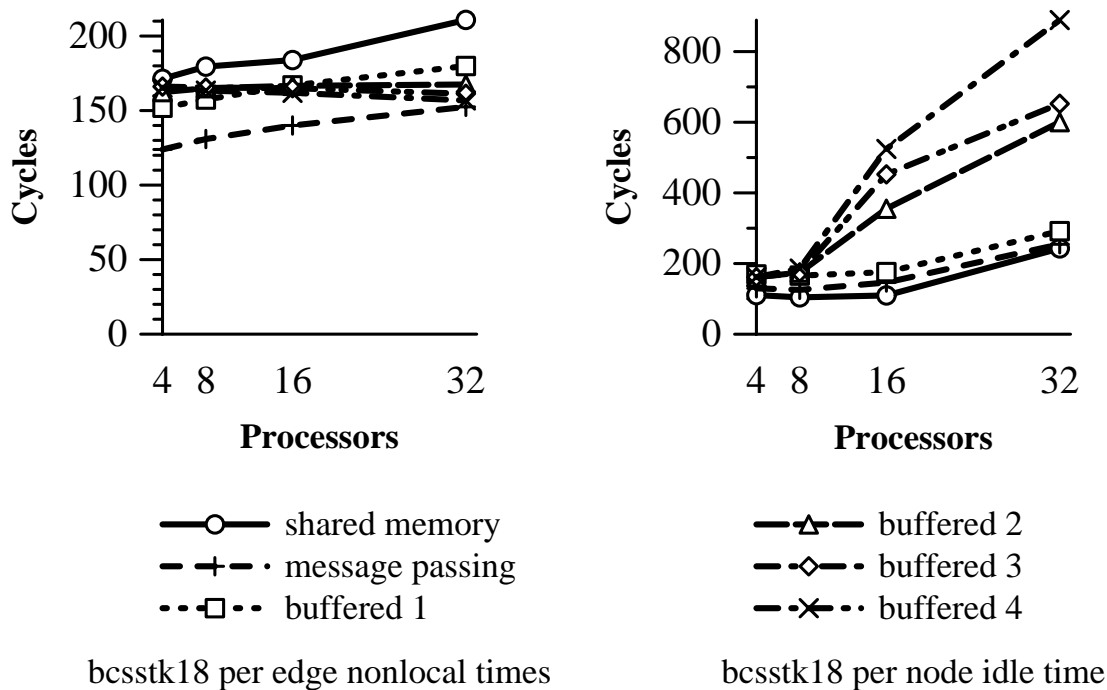 200
150
100
50
0
Cycles
4 8 16 32
Processors
800
600
400
200
0
Cycles
4 8 16 32
Processors
shared memory
message passing
buffered 1
buffered 2
buffered 3
buffered 4
bcsstk18 per edge nonlocal times
bcsstk18 per node idle time